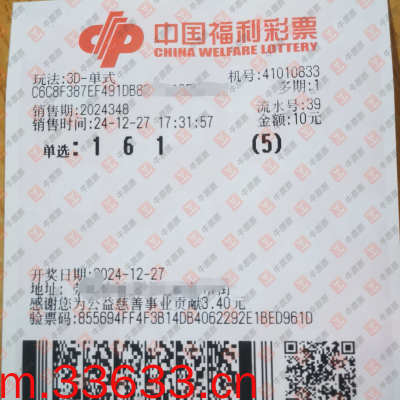 中国福利彩票
CHINA WELFARE LOTTERY
玩法:3D-单式 机号:41010833
C6C8F387EF491DB8 多期:1
销售期:2024348 流水号:39
销售时间:24-12-27 17:31:57 金额:10元
单选: 1 6 1 (5)
开奖日期:2024-12-27
地址: 街
感谢您为公益慈善事业贡献3.40元
验票码:855694FF4F3B14DB4062292E1BED961D
m.33633.cn